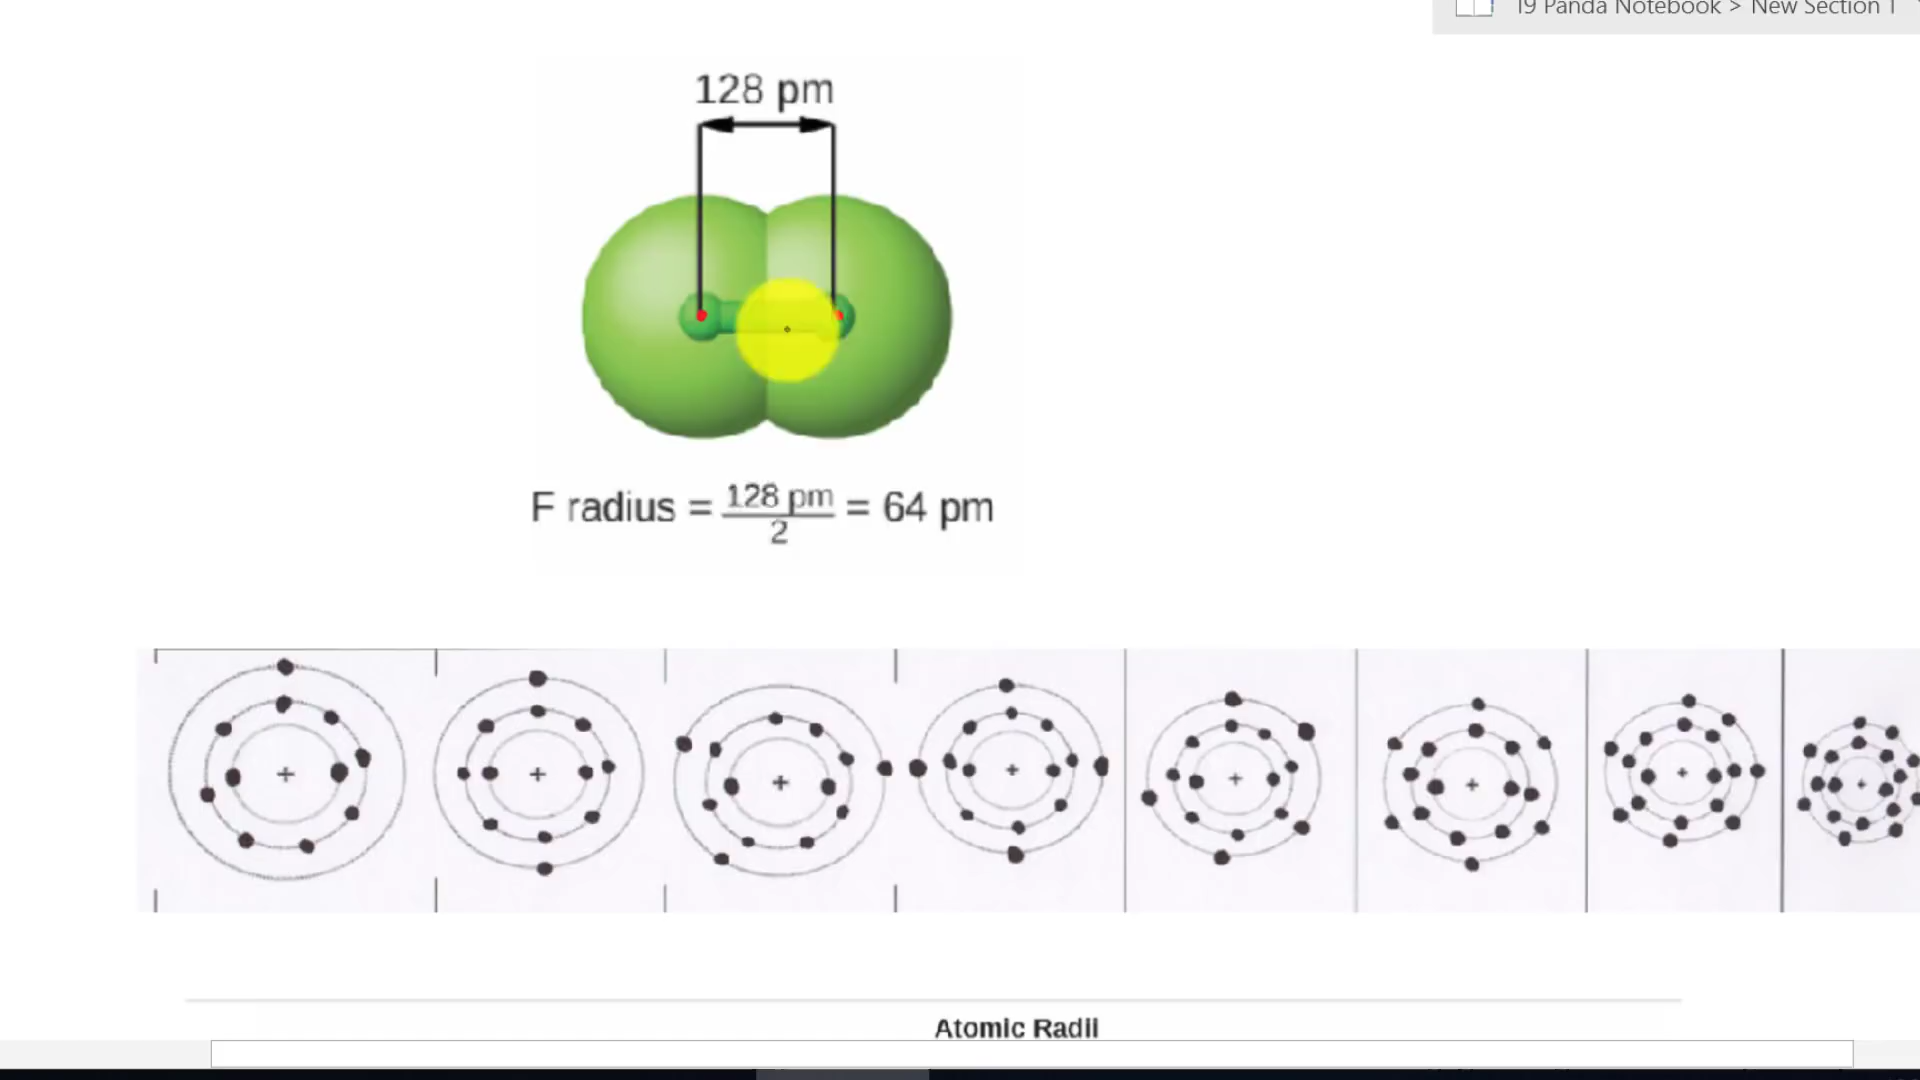 19 Panda Notebook > New Section 1
128 pm
F radius = 128 pm / 2 = 64 pm
+ + + + + + + +
Atomic Radii